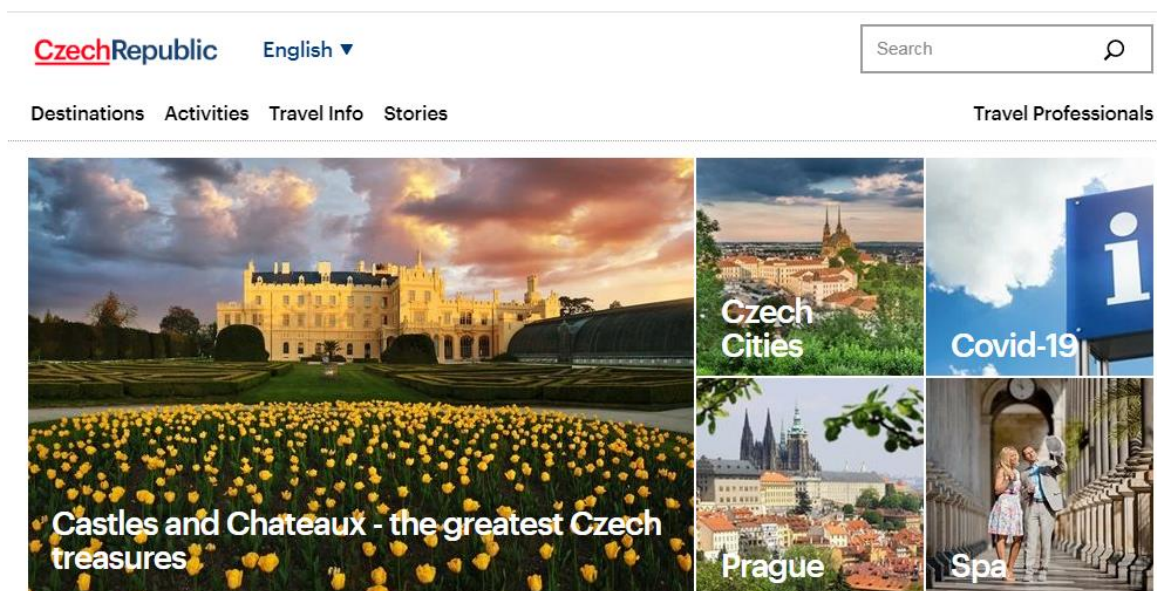 CzechRepublic English ▼ Search
Destinations Activities Travel Info Stories Travel Professionals
Castles and Chateaux - the greatest Czech
treasures
Czech
Cities
i
Covid-19
Prague
Spa